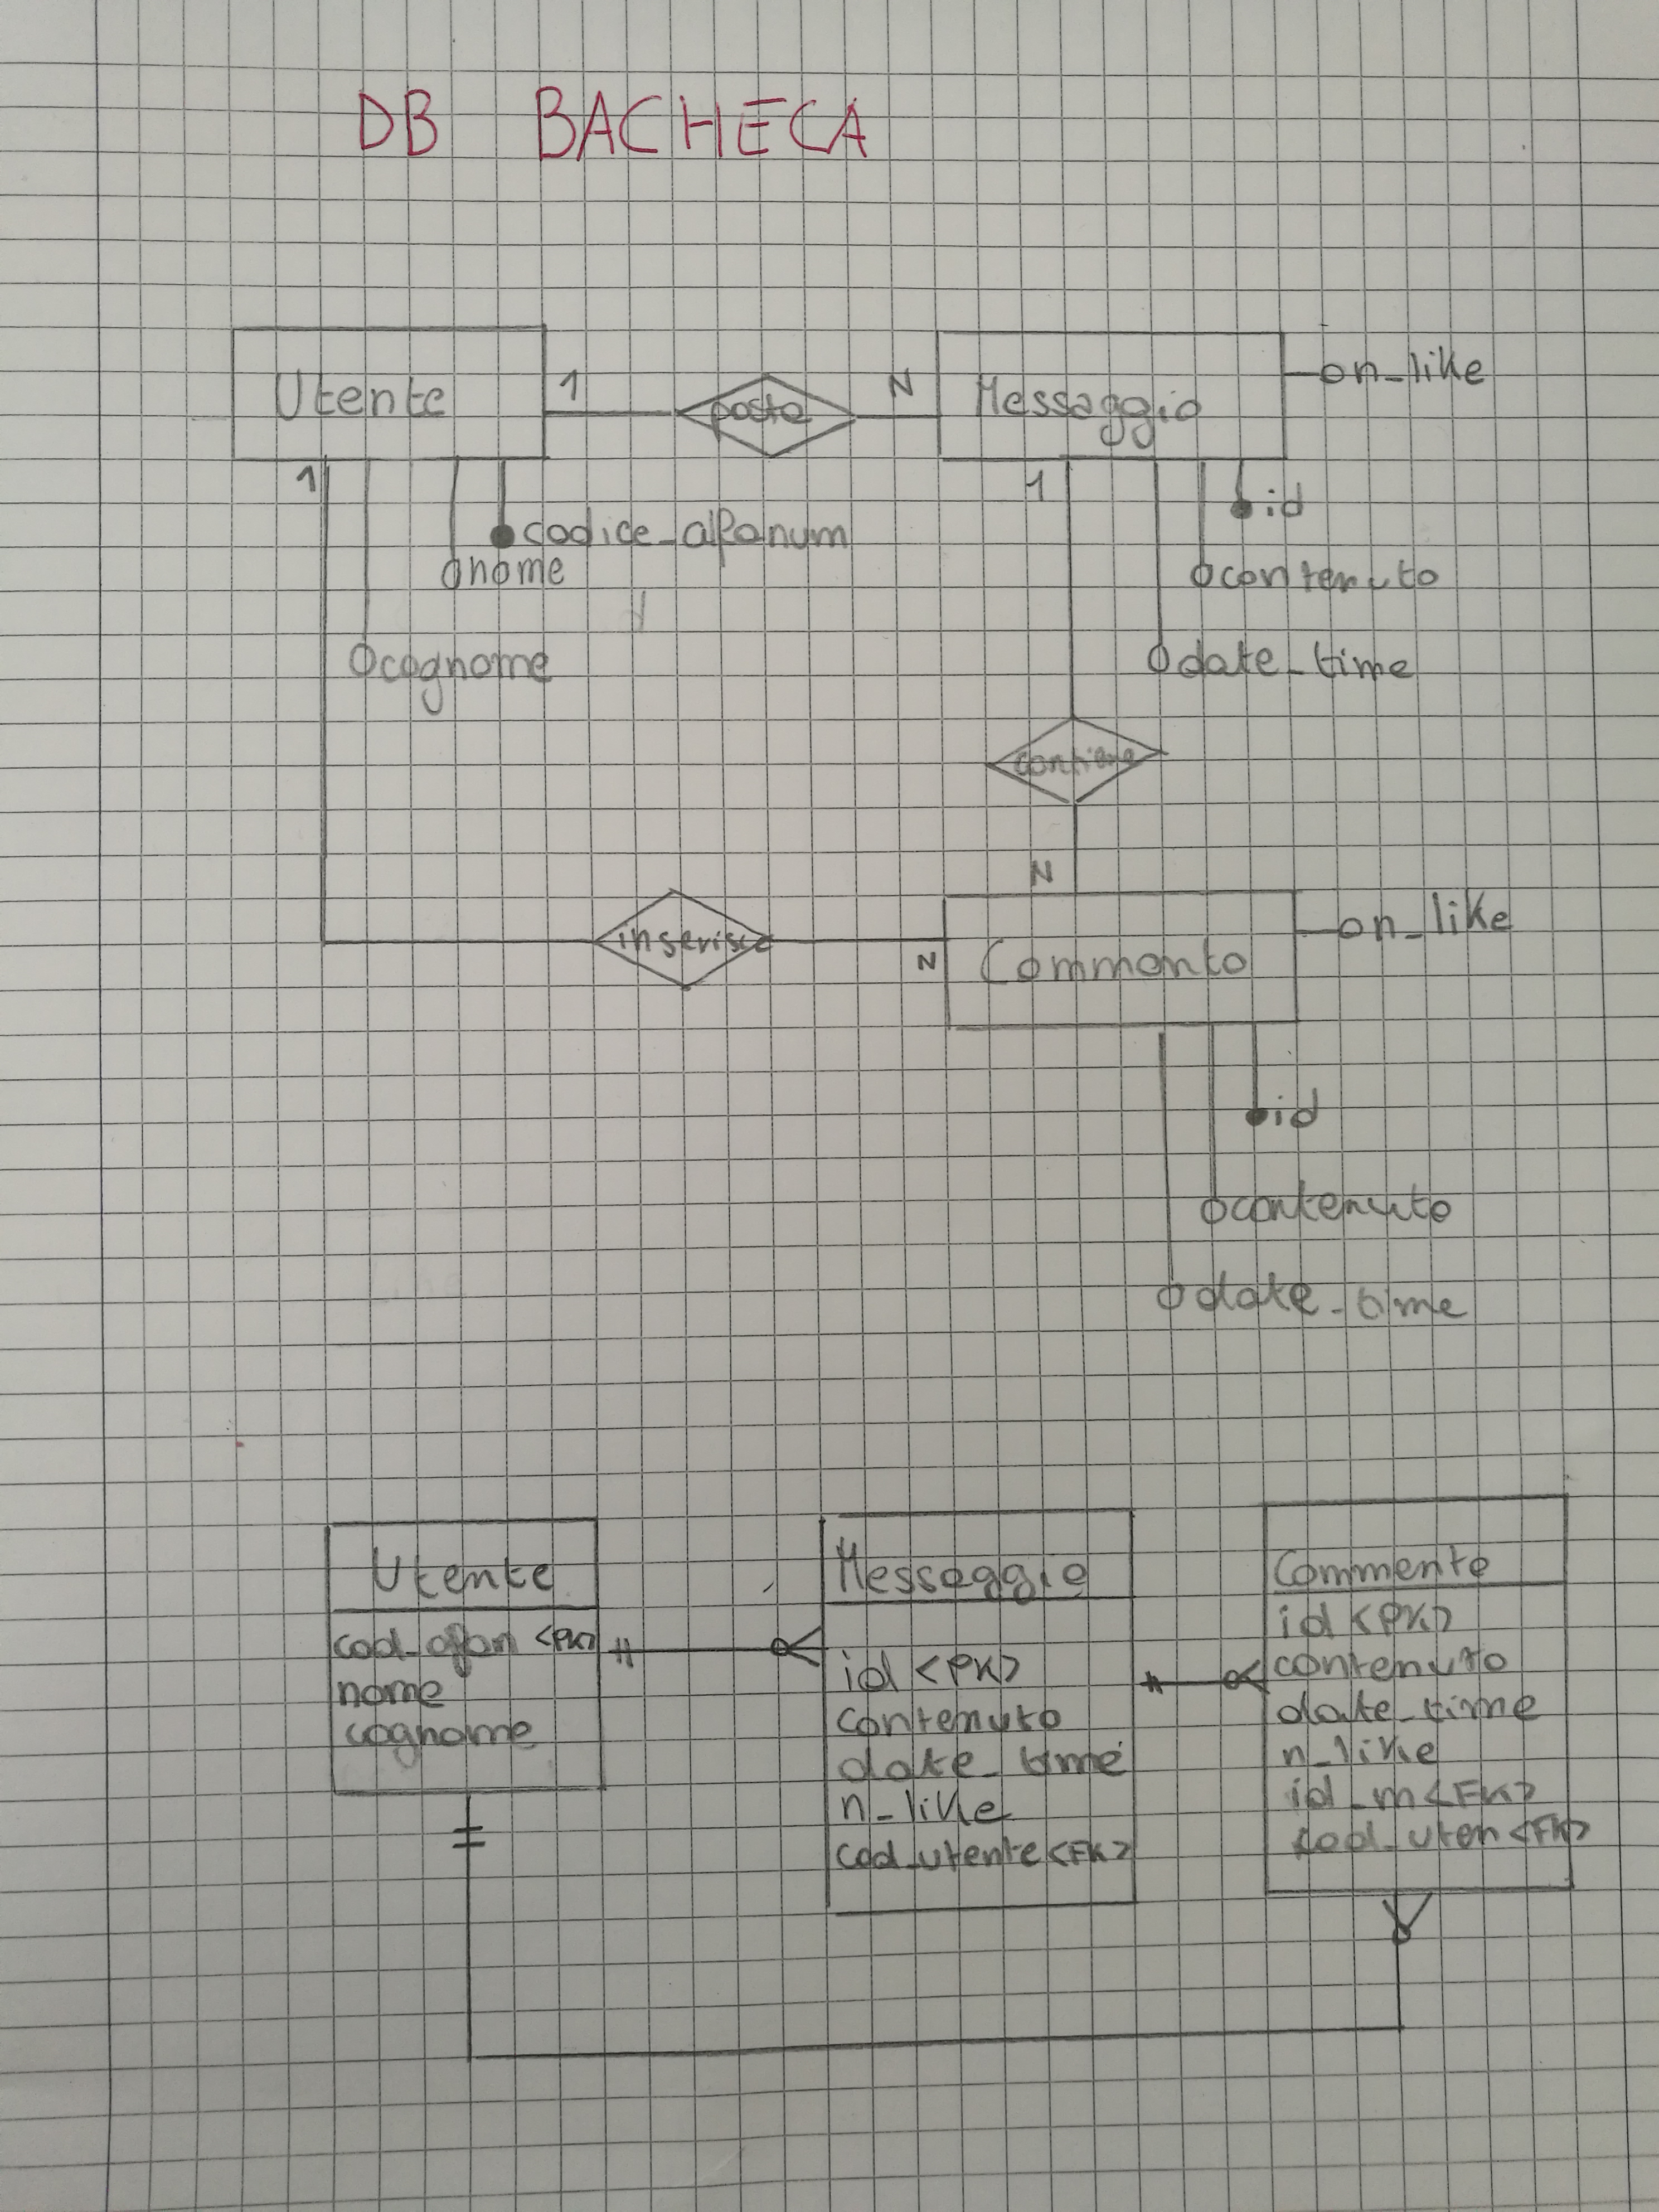 DB BACHECA
Utente
1
posta
N
Messaggio
n_like
1
codice_alfanum
nome
cognome
1
id
contenuto
date_time
contiene
N
inserisce
N
Commento
n_like
id
contenuto
date_time
Utente
cod_alfan <PK>
nome
cognome
Messaggio
id <PK>
contenuto
date_time
n_like
cod_utente <FK>
Commento
id <PK>
contenuto
date_time
n_like
id_m <FK>
cod_uten <FK>